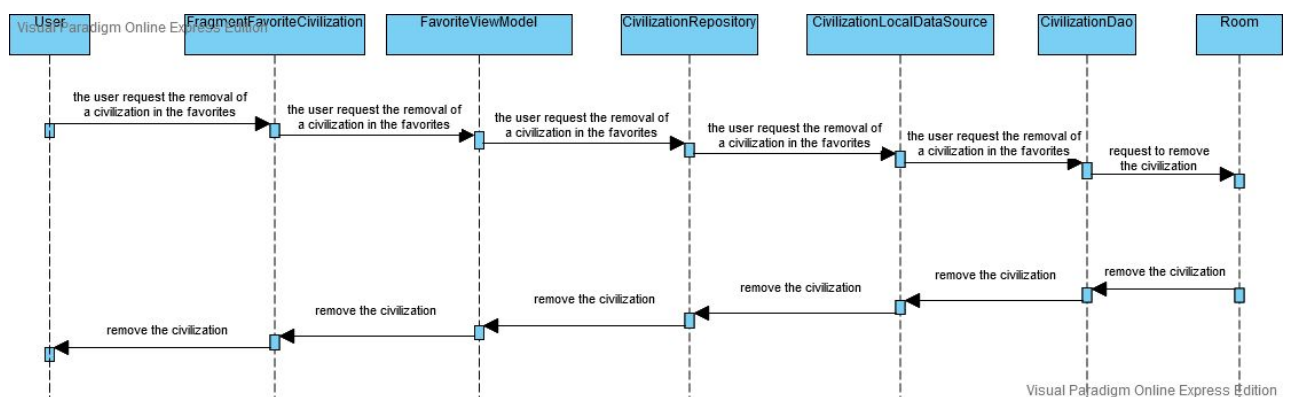 User
FragmentFavoriteCivilization
FavoriteViewModel
CivilizationRepository
CivilizationLocalDataSource
CivilizationDao
Room
Visual Paradigm Online Express Edition
the user request the removal of
a civilization in the favorites
the user request the removal of
a civilization in the favorites
the user request the removal of
a civilization in the favorites
the user request the removal of
a civilization in the favorites
the user request the removal of
a civilization in the favorites
request to remove
the civilization
remove the civilization
remove the civilization
remove the civilization
remove the civilization
remove the civilization
remove the civilization
Visual Paradigm Online Express Edition